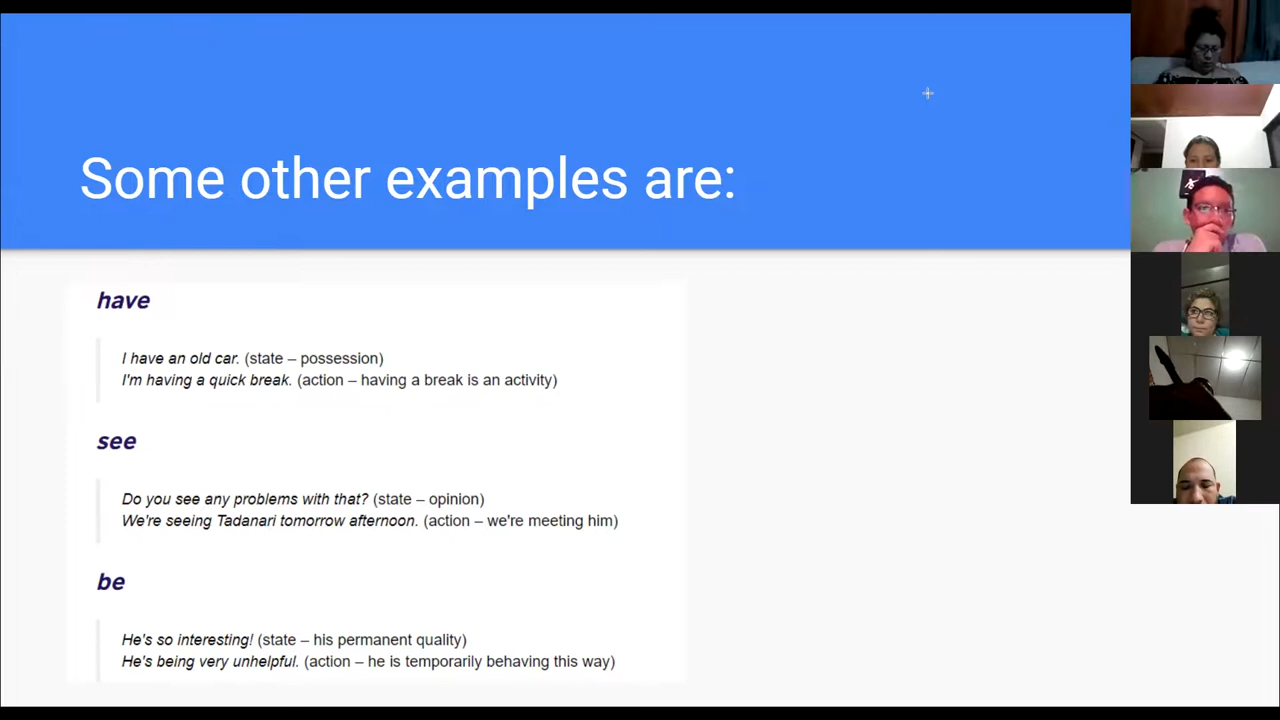 Some other examples are:
have
I have an old car. (state – possession)
I'm having a quick break. (action – having a break is an activity)
see
Do you see any problems with that? (state – opinion)
We're seeing Tadanari tomorrow afternoon. (action – we're meeting him)
be
He's so interesting! (state – his permanent quality)
He's being very unhelpful. (action – he is temporarily behaving this way)